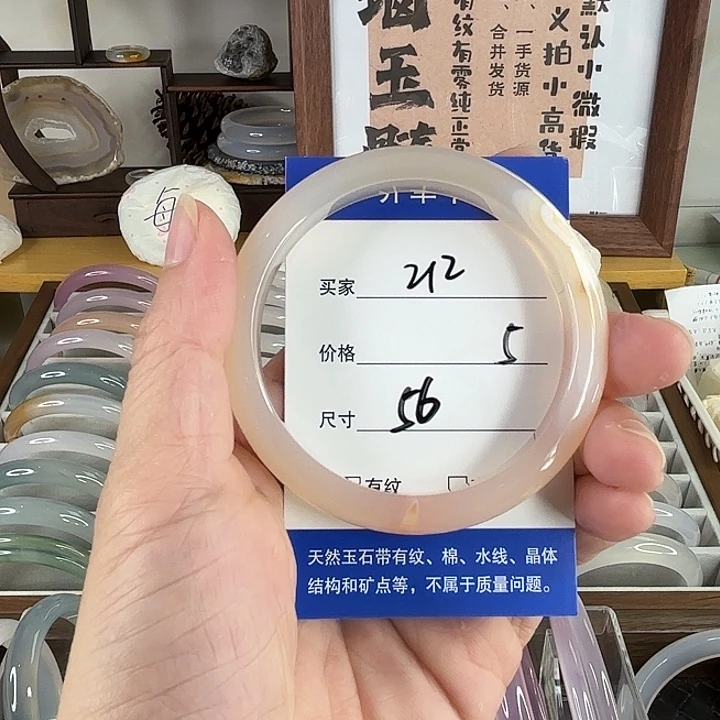 玉
有纹有零纯正常
、合并发货
、一手货源
义拍小高货
默认小微瑕
每
买家 212
价格 5
尺寸 56
有纹
天然玉石带有纹、棉、水线、晶体
结构和矿点等，不属于质量问题。